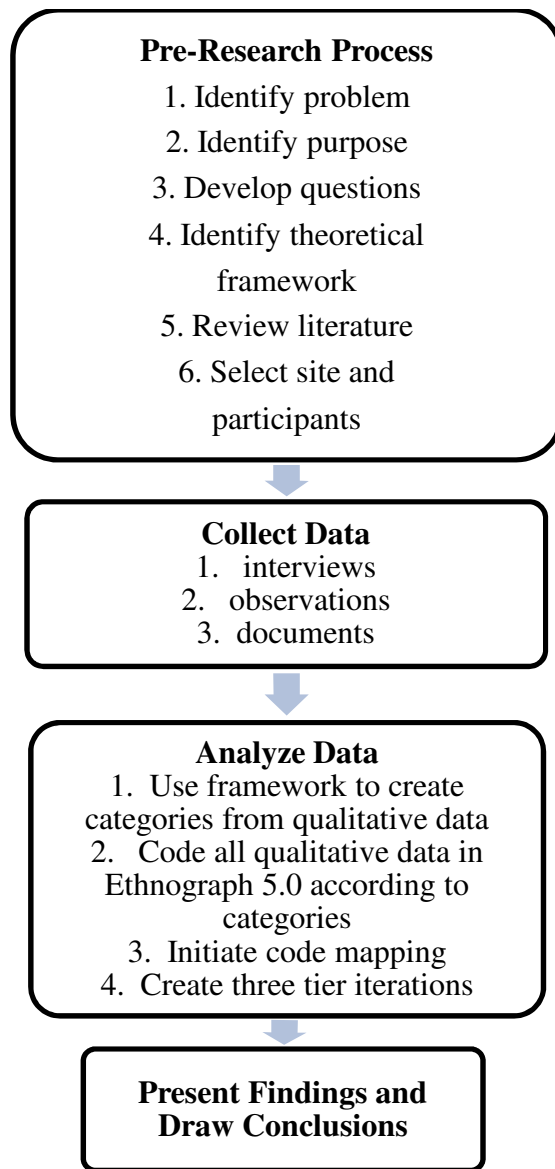 Pre-Research Process
1. Identify problem
2. Identify purpose
3. Develop questions
4. Identify theoretical
framework
5. Review literature
6. Select site and
participants
Collect Data
1. interviews
2. observations
3. documents
Analyze Data
1. Use framework to create
categories from qualitative data
2. Code all qualitative data in
Ethnograph 5.0 according to
categories
3. Initiate code mapping
4. Create three tier iterations
Present Findings and
Draw Conclusions